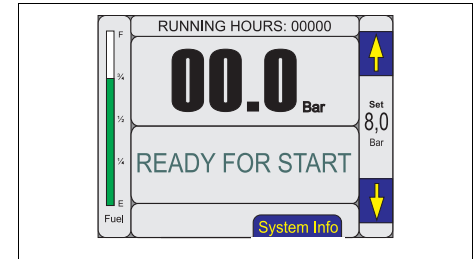 RUNNING HOURS: 00000
F
¾
½
¼
E
Fuel
00.0 Bar
READY FOR START
System Info
Set
8,0
Bar